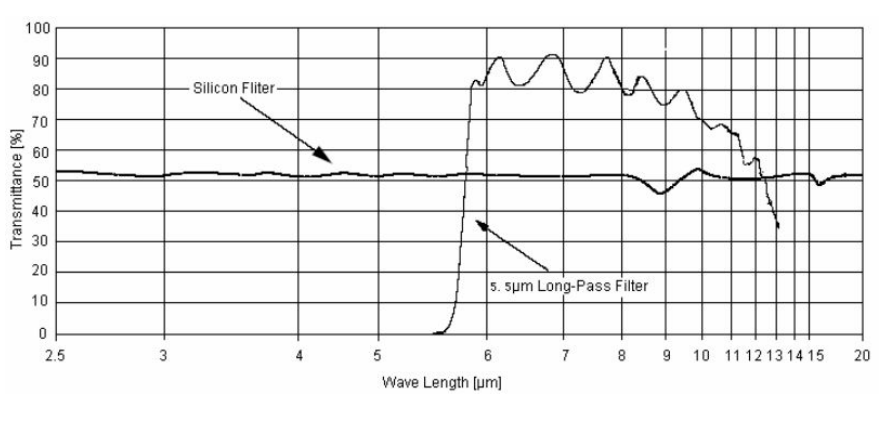 100
90
80
70
60
50
40
30
20
10
0
Transmittance [%]
Silicon Fliter
5. 5µm Long-Pass Filter
2.5 3 4 5 6 7 8 9 10 11 12 13 14 15 20
Wave Length [µm]